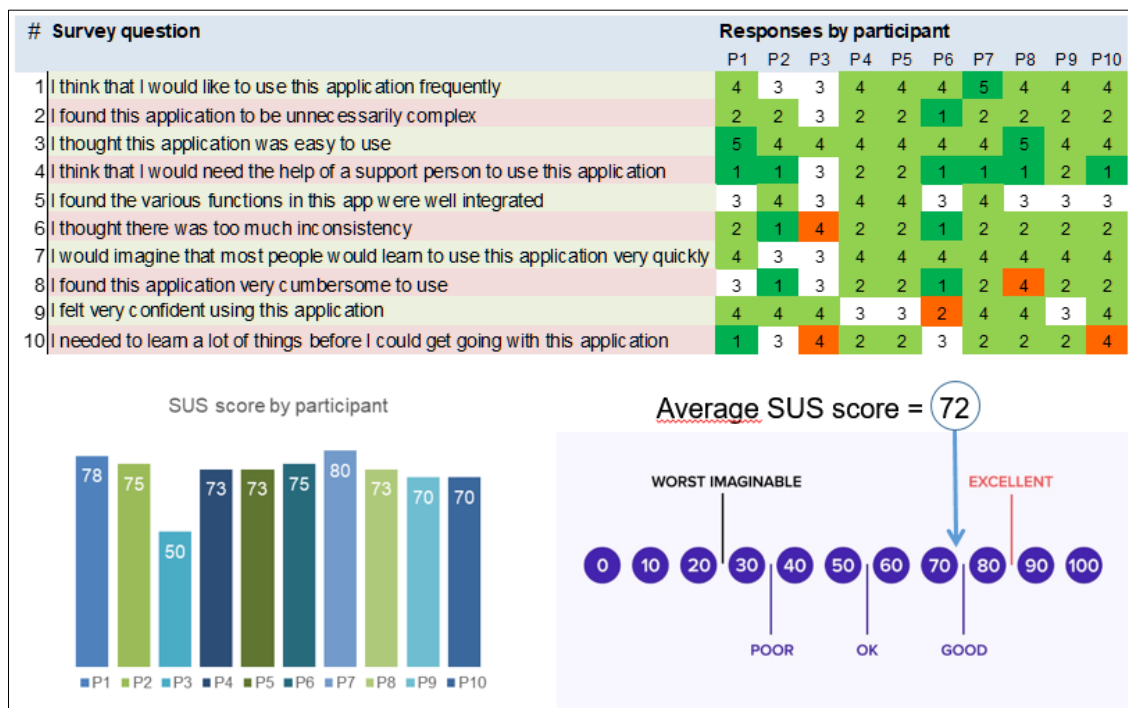 # Survey question Responses by participant
P1 P2 P3 P4 P5 P6 P7 P8 P9 P10
1 I think that I would like to use this application frequently 4 3 3 4 4 4 5 4 4 4
2 I found this application to be unnecessarily complex 2 2 3 2 2 1 2 2 2 2
3 I thought this application was easy to use 5 4 4 4 4 4 4 5 4 4
4 I think that I would need the help of a support person to use this application 1 1 3 2 2 1 1 1 2 1
5 I found the various functions in this app were well integrated 3 4 3 4 4 3 4 3 3 3
6 I thought there was too much inconsistency 2 1 4 2 2 1 2 2 2 2
7 I would imagine that most people would learn to use this application very quickly 4 3 3 4 4 4 4 4 4 4
8 I found this application very cumbersome to use 3 1 3 2 2 1 2 4 2 2
9 I felt very confident using this application 4 4 4 3 3 2 4 4 3 4
10 I needed to learn a lot of things before I could get going with this application 1 3 4 2 2 3 2 2 2 4
SUS score by participant
78 75 50 73 73 75 80 73 70 70
P1 P2 P3 P4 P5 P6 P7 P8 P9 P10
Average SUS score = 72
WORST IMAGINABLE EXCELLENT
0 10 20 30 40 50 60 70 80 90 100
POOR OK GOOD